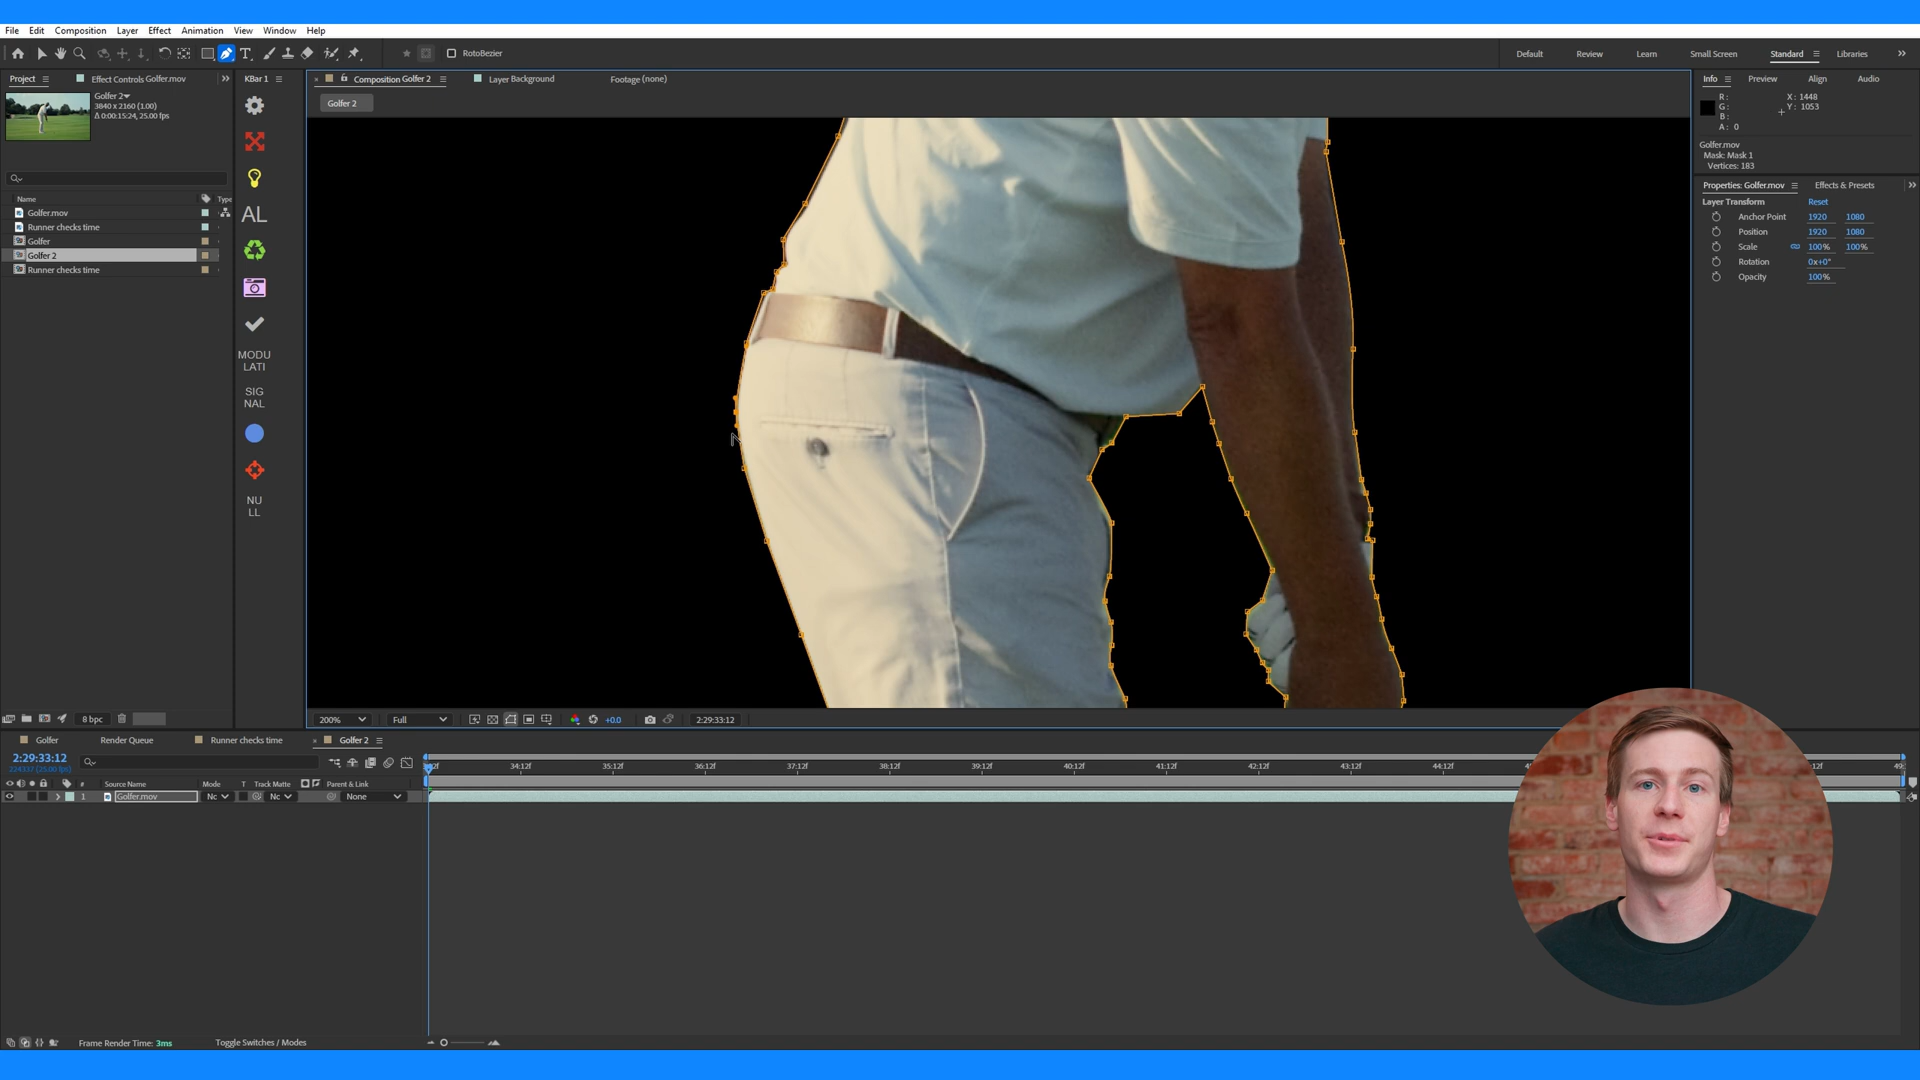 File Edit Composition Layer Effect Animation View Window Help
RotoBezier
Default Review Learn Small Screen Standard Libraries
Project Effect Controls Golfer.mov
KBar 1
Composition Golfer 2
Layer Background
Footage (none)
Info Preview Align Audio
Golfer 2
3840 x 2160 (1.00)
Δ 0:00:15:24, 25.00 fps
Golfer 2
R:
G:
B:
A: 0
X: 1448
Y: 1053
Golfer.mov
Mask: Mask 1
Vertices: 183
Properties: Golfer.mov
Effects & Presets
Layer Transform Reset
Anchor Point 1920 1080
Position 1920 1080
Scale 100% 100%
Rotation 0x+0°
Opacity 100%
Name Type
Golfer.mov
Runner checks time
Golfer
Golfer 2
Runner checks time
AL
MODU
LATI
SIG
NAL
NU
LL
8 bpc
200% Full +0.0 2:29:33:12
Golfer Render Queue Runner checks time Golfer 2
2:29:33:12
34:12f 35:12f 36:12f 37:12f 38:12f 39:12f 40:12f 41:12f 42:12f 43:12f 44:12f
# Source Name Mode T Track Matte Parent & Link
1 Golfer.mov None
Frame Render Time: 3ms
Toggle Switches / Modes